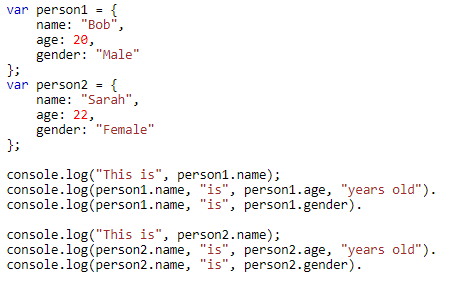 var person1 = {
    name: "Bob",
    age: 20,
    gender: "Male"
};
var person2 = {
    name: "Sarah",
    age: 22,
    gender: "Female"
};

console.log("This is", person1.name);
console.log(person1.name, "is", person1.age, "years old").
console.log(person1.name, "is", person1.gender).

console.log("This is", person2.name);
console.log(person2.name, "is", person2.age, "years old").
console.log(person2.name, "is", person2.gender).